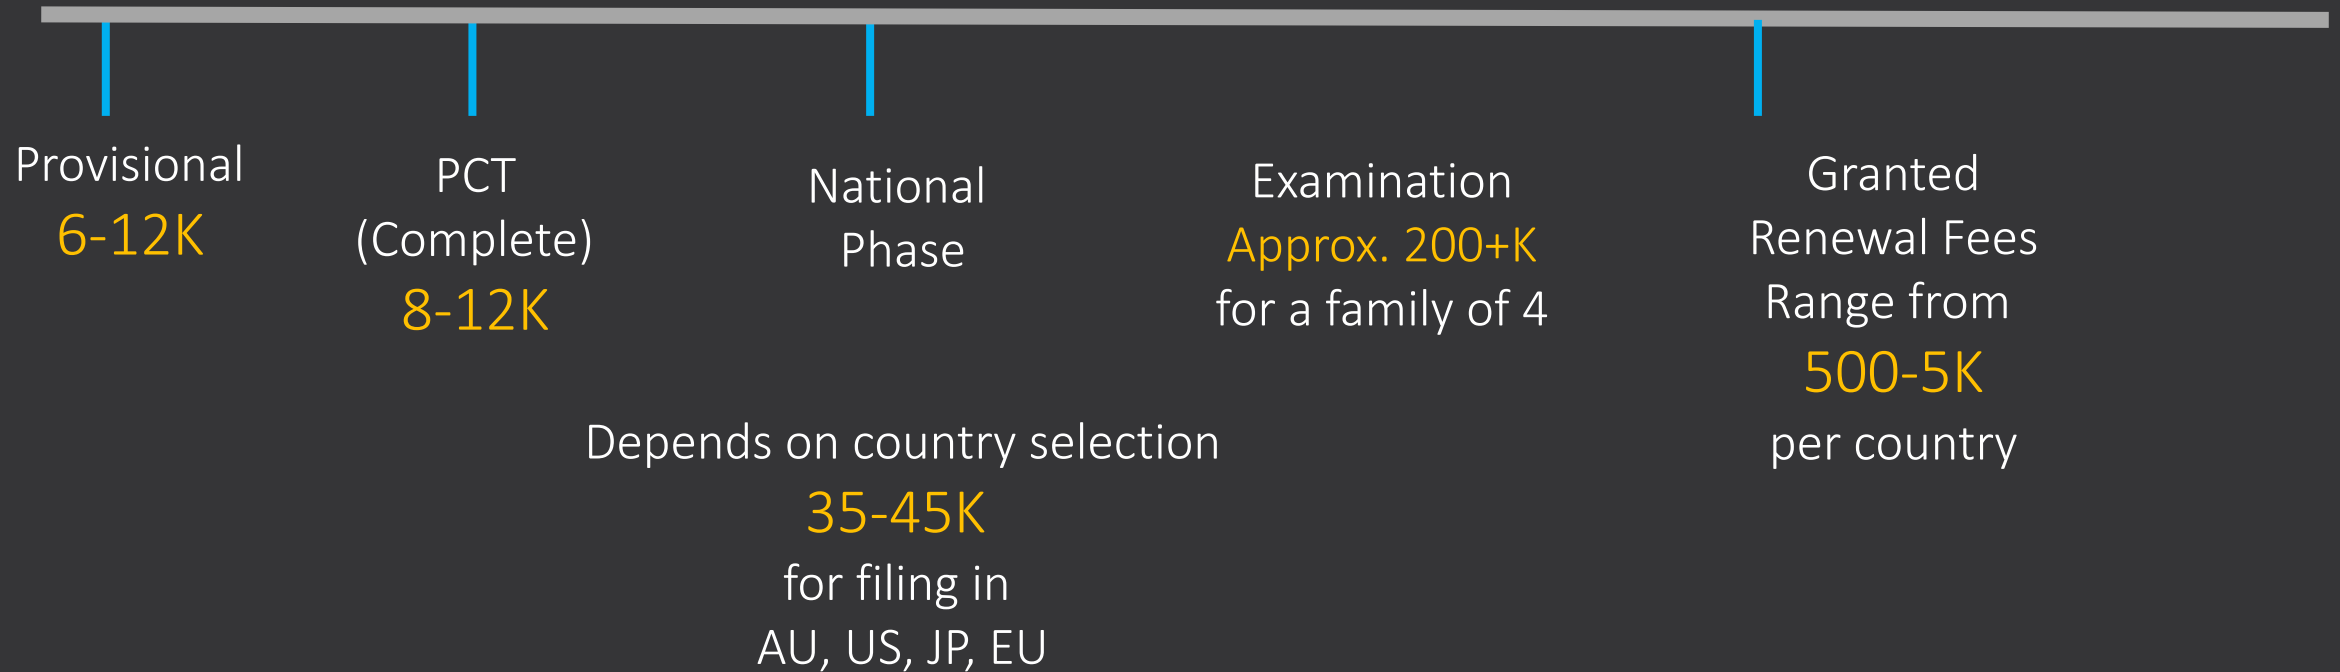 Provisional
6-12K
PCT
(Complete)
8-12K
National
Phase
Depends on country selection
35-45K
for filing in
AU, US, JP, EU
Examination
Approx. 200+K
for a family of 4
Granted
Renewal Fees
Range from
500-5K
per country